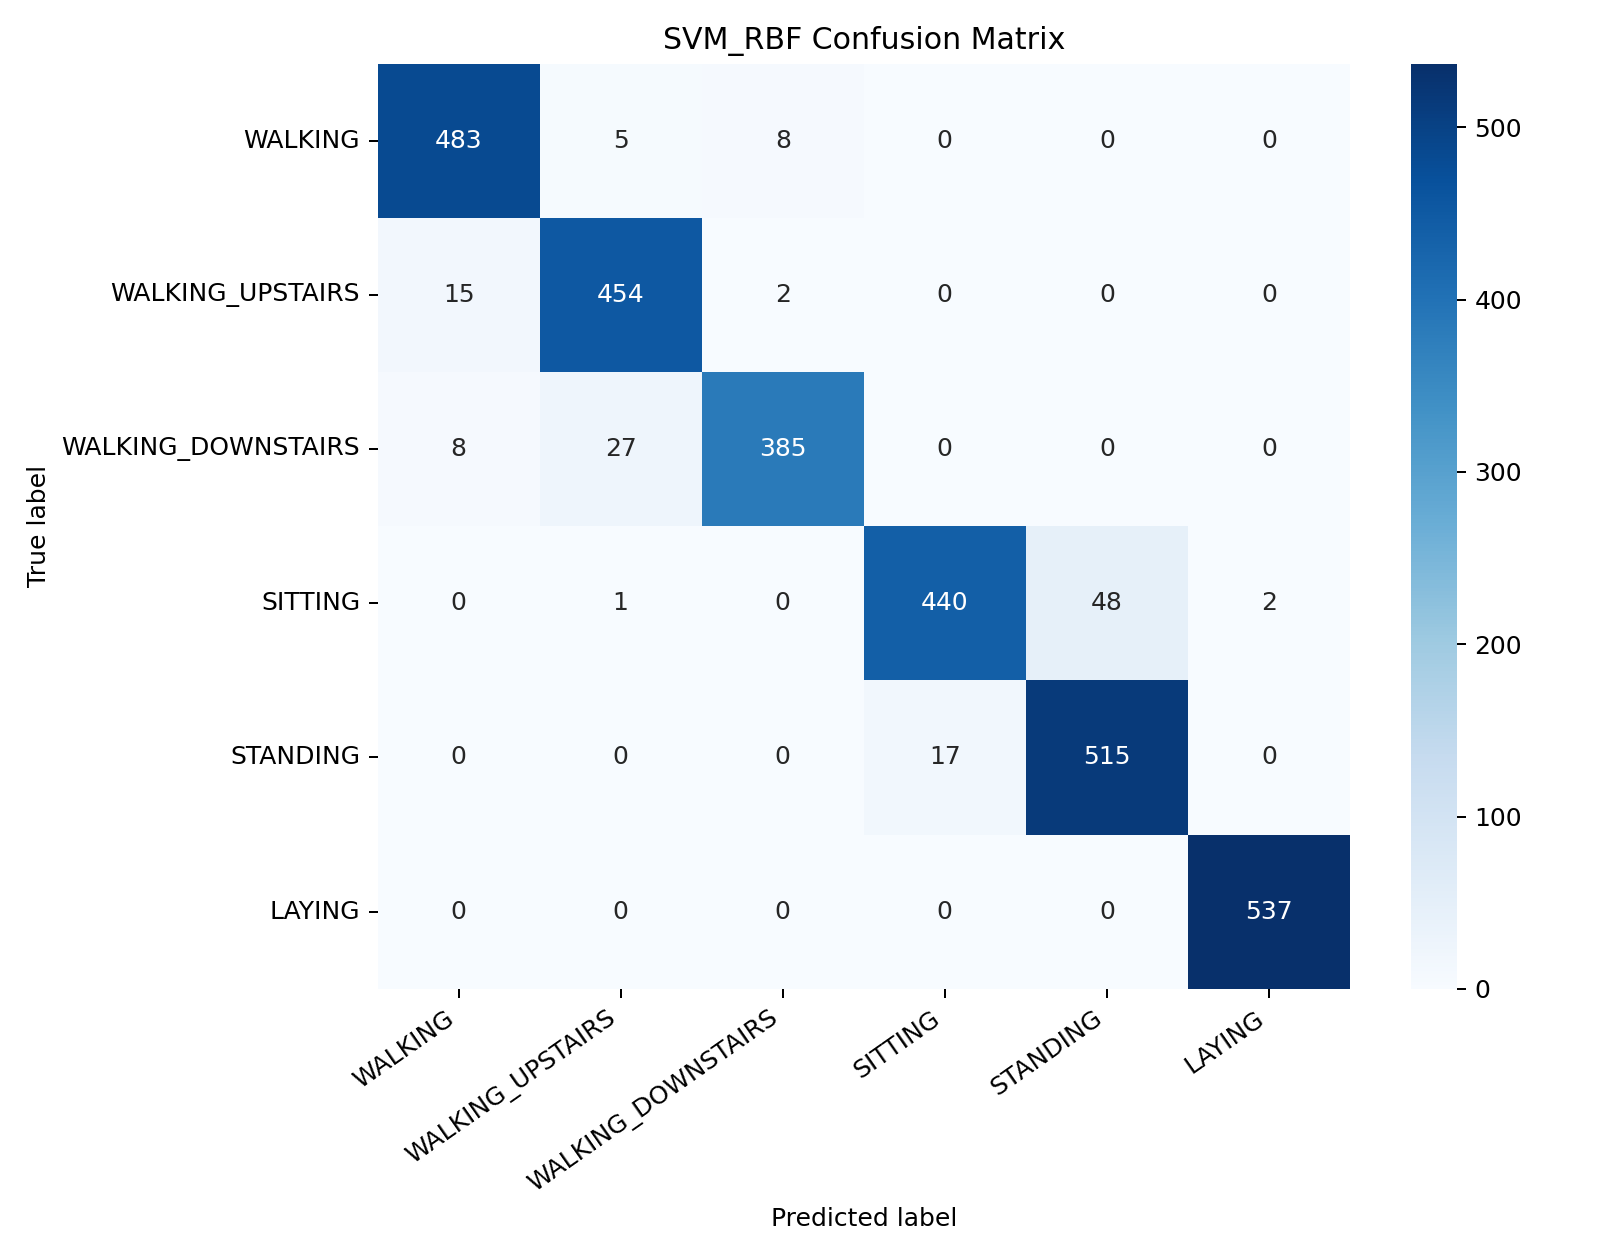 SVM_RBF Confusion Matrix
WALKING 483 5 8 0 0 0
WALKING_UPSTAIRS 15 454 2 0 0 0
WALKING_DOWNSTAIRS 8 27 385 0 0 0
SITTING 0 1 0 440 48 2
STANDING 0 0 0 17 515 0
LAYING 0 0 0 0 0 537
True label
WALKING
WALKING_UPSTAIRS
WALKING_DOWNSTAIRS
SITTING
STANDING
LAYING
Predicted label
500
400
300
200
100
0